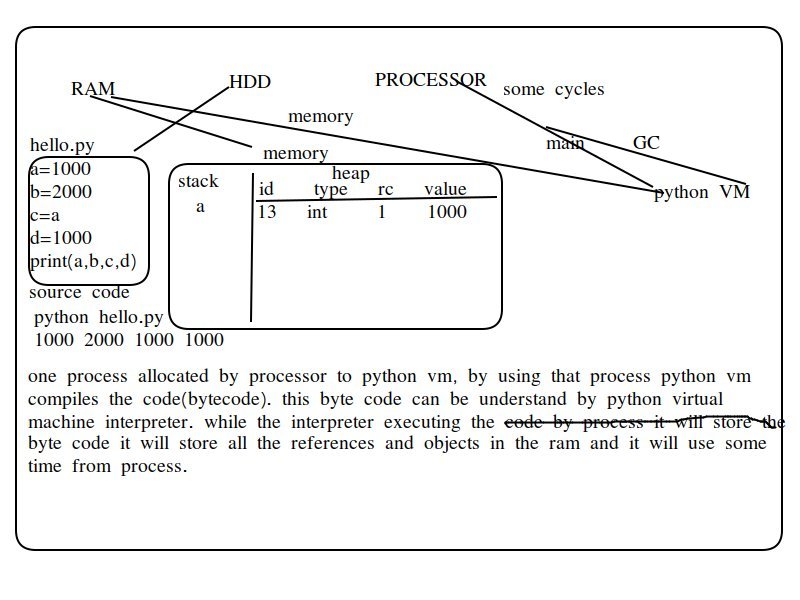 RAM HDD PROCESSOR some cycles
memory
hello.py memory main GC
a=1000 stack heap
b=2000 id type rc value python VM
c=a a 13 int 1 1000
d=1000
print(a,b,c,d)
source code
python hello.py
1000 2000 1000 1000
one process allocated by processor to python vm, by using that process python vm
compiles the code(bytecode). this byte code can be understand by python virtual
machine interpreter. while the interpreter executing the code by process it will store the
byte code it will store all the references and objects in the ram and it will use some
time from process.